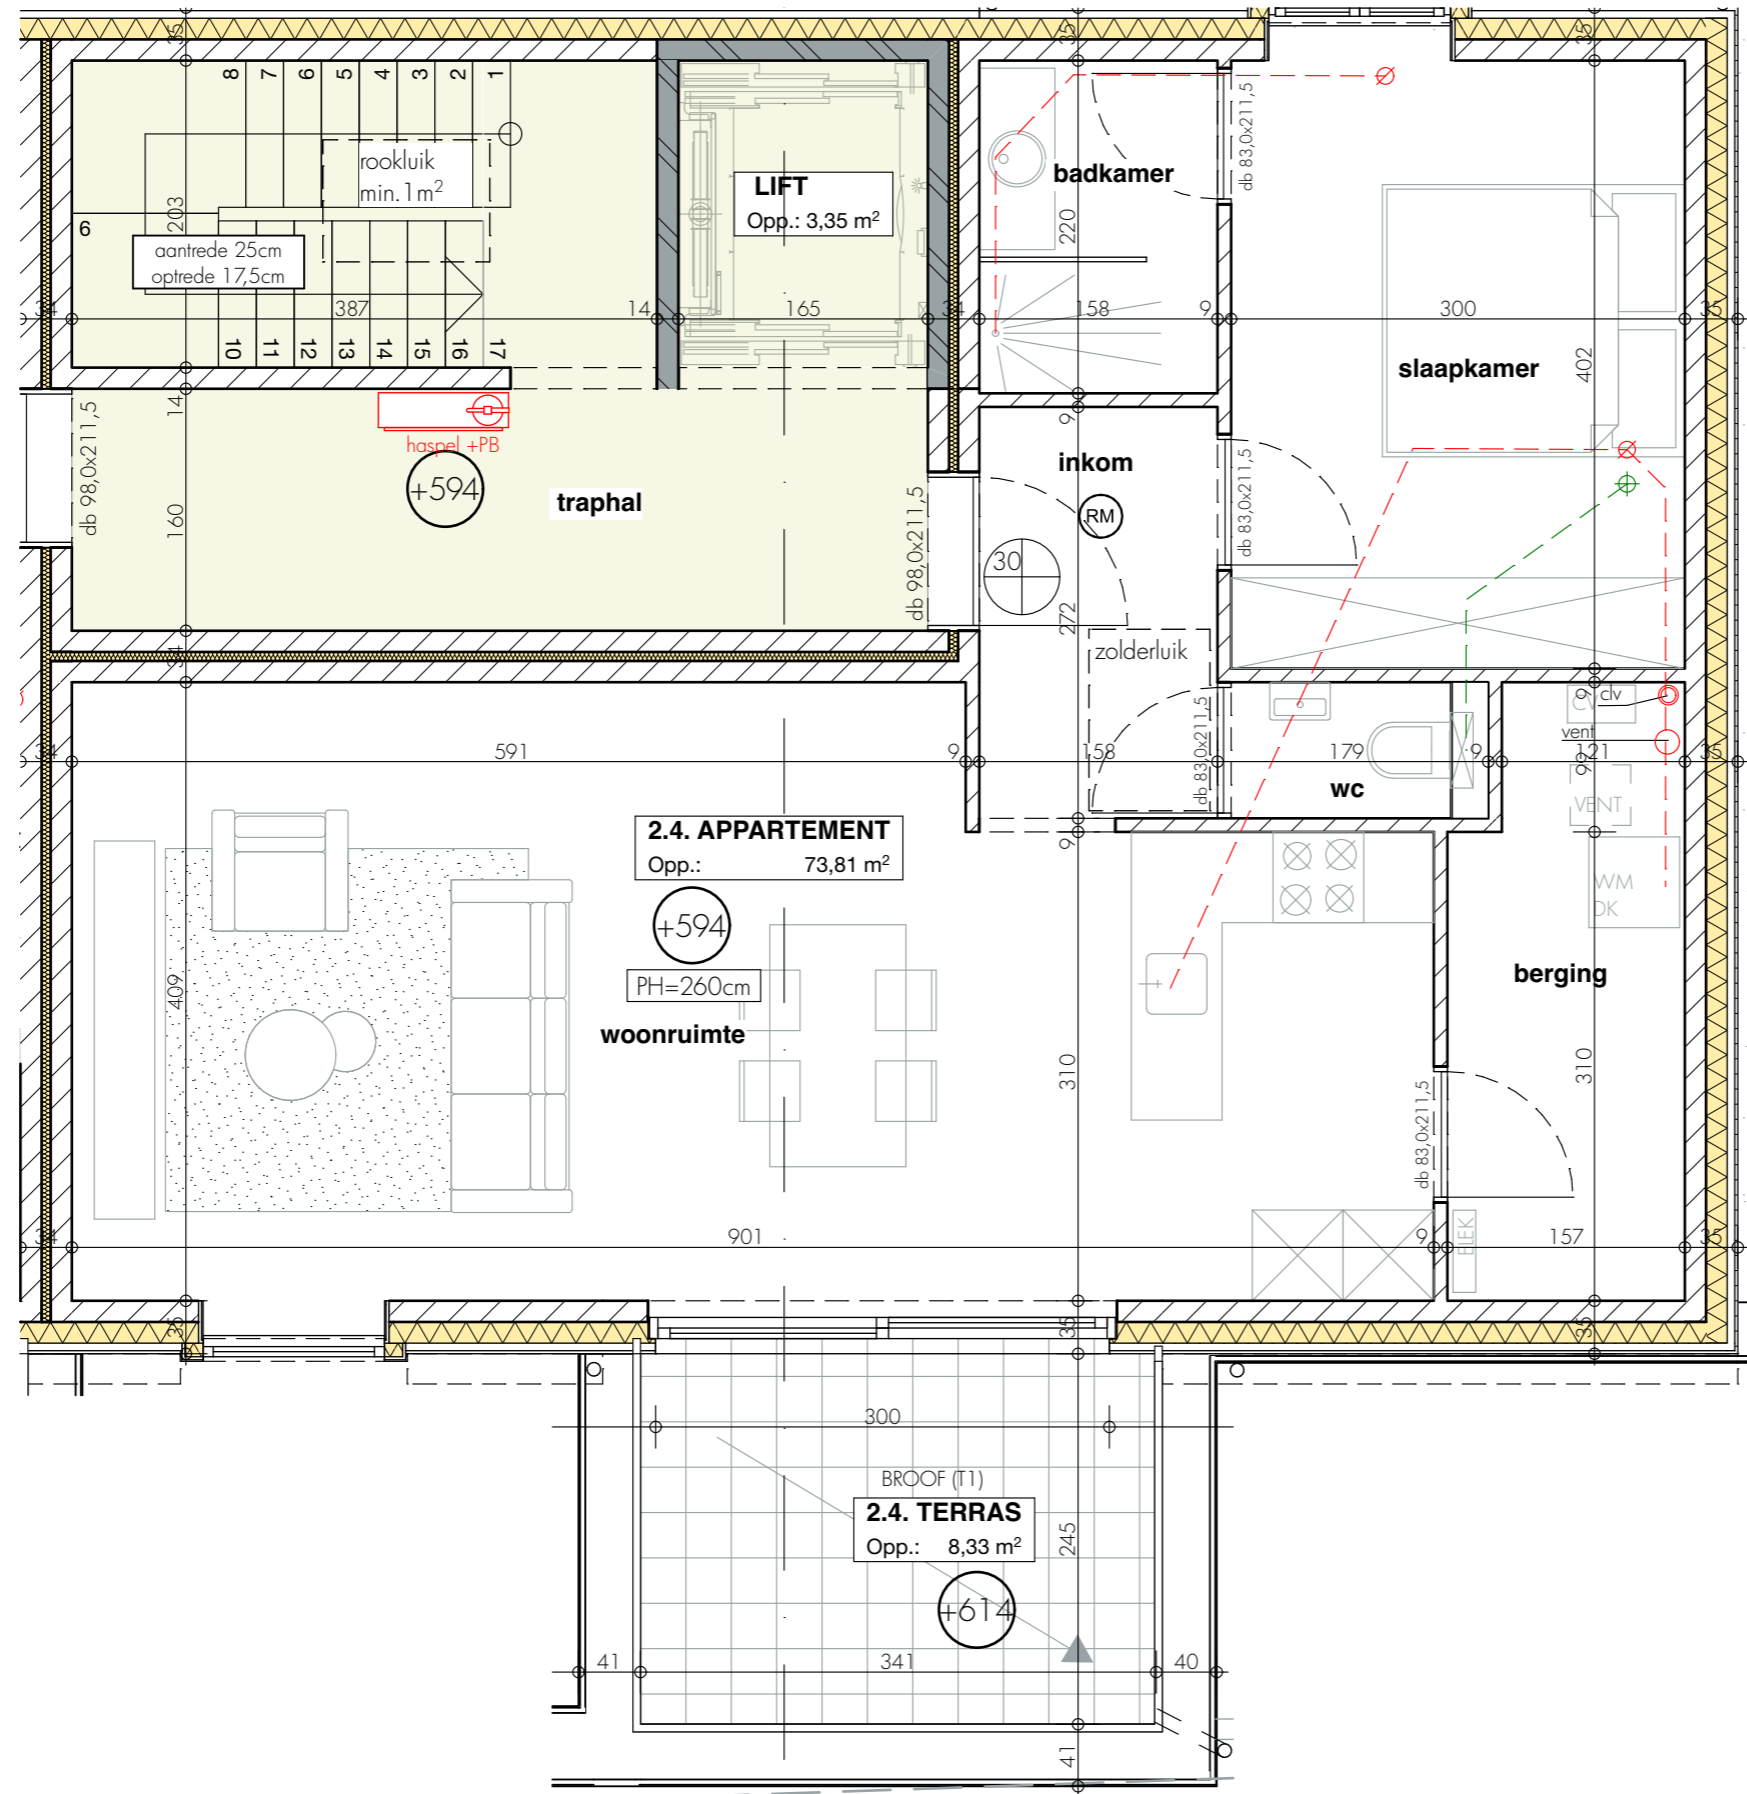 35
35
35
8 7 6 5 4 3 2 1
rookluik
min.1m²
203
9
aantrede 25cm
optrede 17,5cm
10 11 12 13 14 15 16 17
LIFT
Opp.: 3,35 m²
badkamer
220
db 83,0x211,5
slaapkamer
402
34
387
14
165
34
158
9
300
35
14
haspel +PB
+594
traphal
160
db 98,0x211,5
db 98,0x211,5
9
inkom
RM
30
272
db 83,0x211,5
zolderluik
34
db 83,0x211,5
CV
clv
9
vent
99
VENT
WM
DK
34
591
9
158
179
9
121
35
wc
9
2.4. APPARTEMENT
Opp.: 73,81 m²
+594
PH=260cm
woonruimte
409
310
berging
310
db 83,0x211,5
ELEK
34
901
9
157
35
35
35
35
300
BROOF (T1)
2.4. TERRAS
Opp.: 8,33 m²
245
+614
41
341
40
41